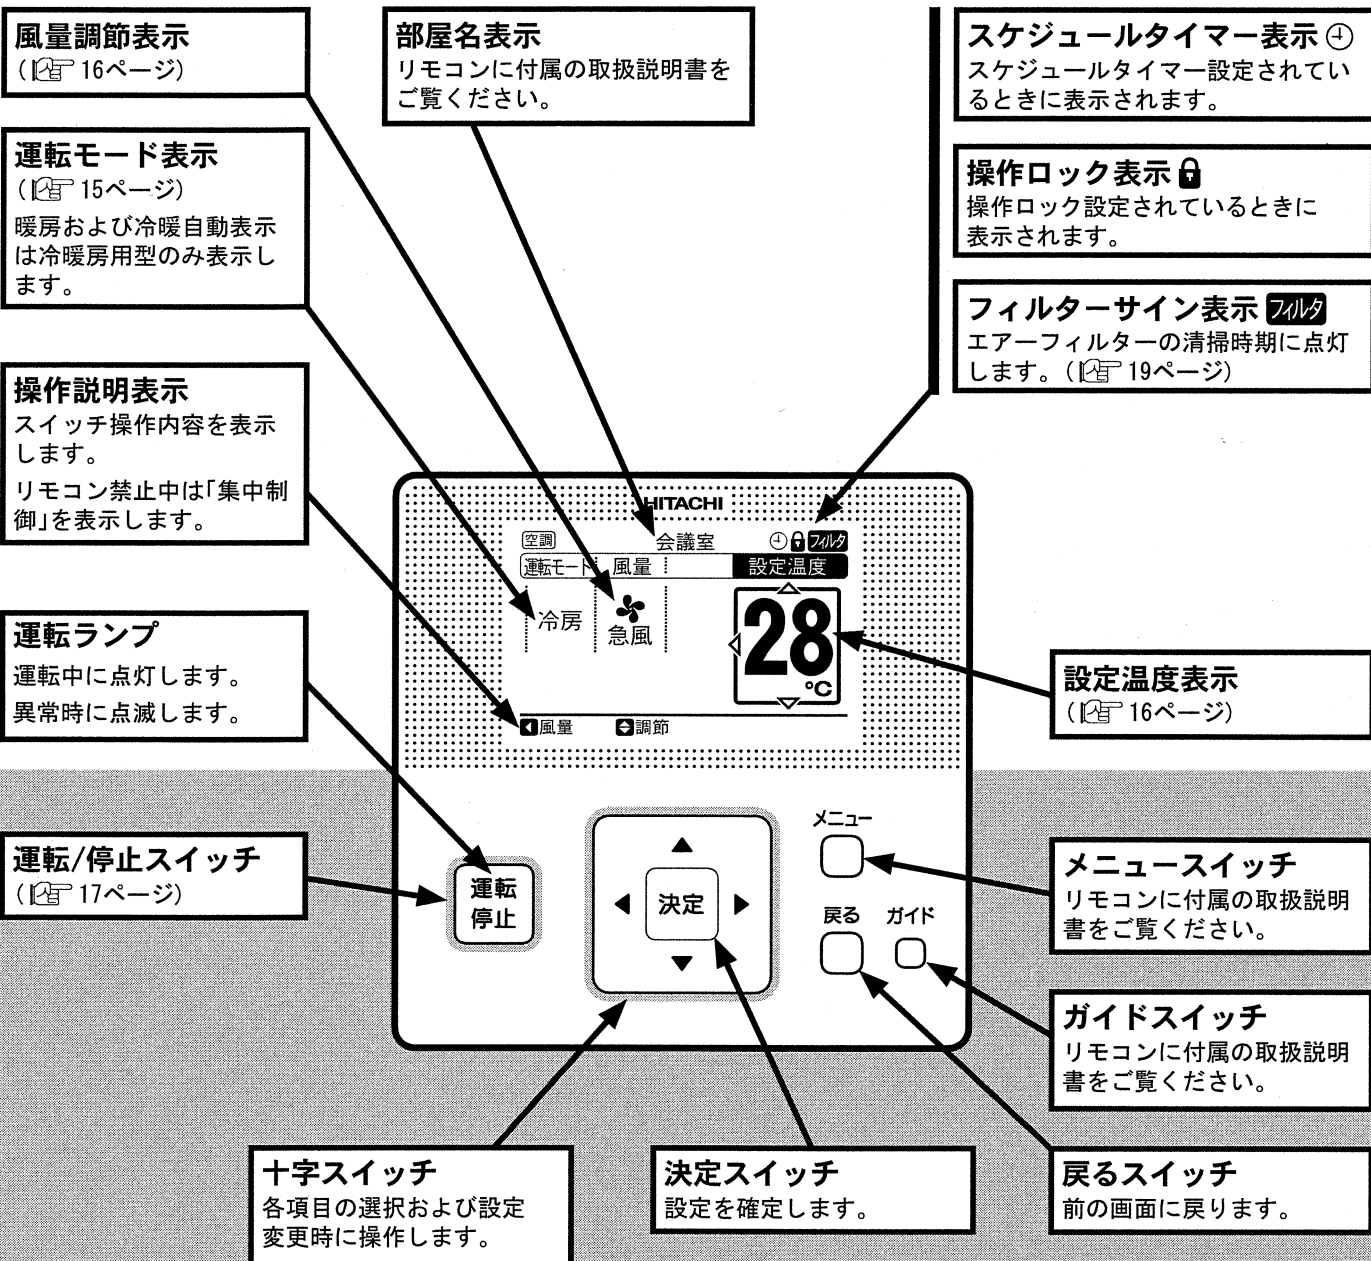 風量調節表示
(16ページ)
部屋名表示
リモコンに付属の取扱説明書を
ご覧ください。
スケジュールタイマー表示
スケジュールタイマー設定されてい
るときに表示されます。
運転モード表示
(15ページ)
暖房および冷暖自動表示
は冷暖房用型のみ表示し
ます。
操作ロック表示
操作ロック設定されているときに
表示されます。
フィルターサイン表示 フィルタ
エアーフィルターの清掃時期に点灯
します。(19ページ)
操作説明表示
スイッチ操作内容を表示
します。
リモコン禁止中は「集中制
御」を表示します。
HITACHI
空調 会議室 フィルタ
運転モード 風量 設定温度
冷房 急風 28
℃
風量 調節
運転ランプ
運転中に点灯します。
異常時に点滅します。
設定温度表示
(16ページ)
運転/停止スイッチ
(17ページ)
運転
停止
決定
メニュー
戻る ガイド
メニュースイッチ
リモコンに付属の取扱説明
書をご覧ください。
ガイドスイッチ
リモコンに付属の取扱説明
書をご覧ください。
十字スイッチ
各項目の選択および設定
変更時に操作します。
決定スイッチ
設定を確定します。
戻るスイッチ
前の画面に戻ります。